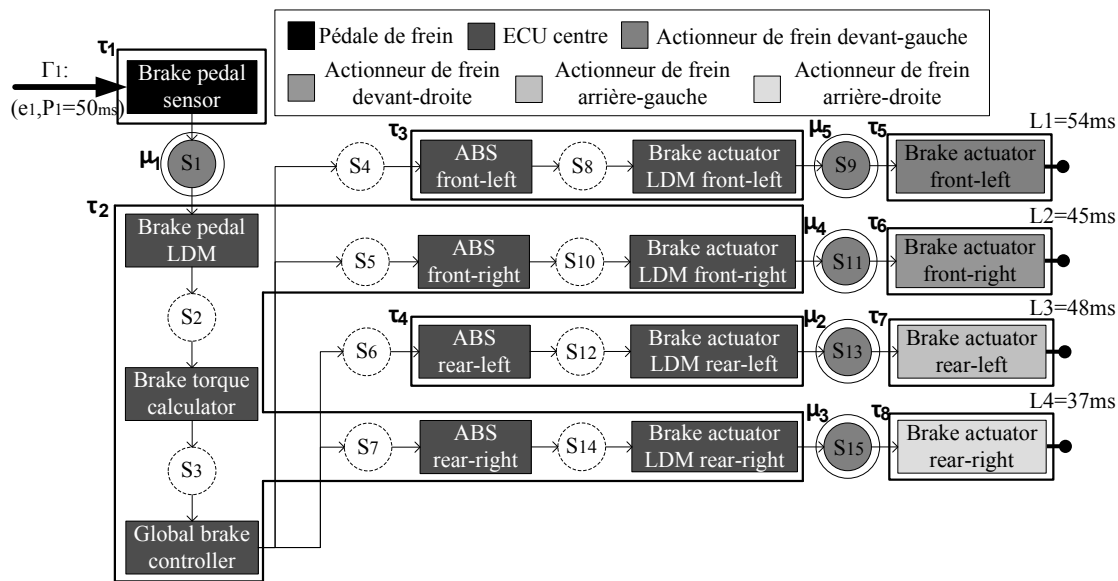 Pédale de frein
ECU centre
Actionneur de frein devant-gauche
Actionneur de frein
devant-droite
Actionneur de frein
arrière-gauche
Actionneur de frein
arrière-droite
τ1
Γ1:
(e1,P1=50ms)
Brake pedal
sensor
μ1
S1
τ2
Brake pedal
LDM
S2
Brake torque
calculator
S3
Global brake
controller
S4
τ3
ABS
front-left
S8
Brake actuator
LDM front-left
μ5
S9
τ5
Brake actuator
front-left
L1=54ms
S5
ABS
front-right
S10
Brake actuator
LDM front-right
μ4
S11
τ6
Brake actuator
front-right
L2=45ms
S6
τ4
ABS
rear-left
S12
Brake actuator
LDM rear-left
μ2
S13
τ7
Brake actuator
rear-left
L3=48ms
S7
ABS
rear-right
S14
Brake actuator
LDM rear-right
μ3
S15
τ8
Brake actuator
rear-right
L4=37ms